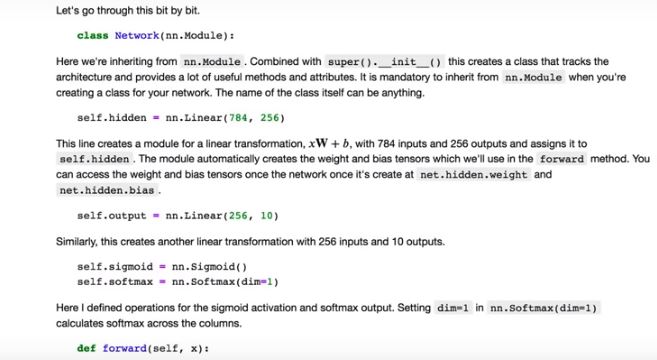 Let's go through this bit by bit.
class Network(nn.Module):
Here we're inheriting from nn.Module . Combined with super().__init__() this creates a class that tracks the
architecture and provides a lot of useful methods and attributes. It is mandatory to inherit from nn.Module when you're
creating a class for your network. The name of the class itself can be anything.
self.hidden = nn.Linear(784, 256)
This line creates a module for a linear transformation, xW + b, with 784 inputs and 256 outputs and assigns it to
self.hidden . The module automatically creates the weight and bias tensors which we'll use in the forward method. You
can access the weight and bias tensors once the network once it's create at net.hidden.weight and
net.hidden.bias .
self.output = nn.Linear(256, 10)
Similarly, this creates another linear transformation with 256 inputs and 10 outputs.
self.sigmoid = nn.Sigmoid()
self.softmax = nn.Softmax(dim=1)
Here I defined operations for the sigmoid activation and softmax output. Setting dim=1 in nn.Softmax(dim=1)
calculates softmax across the columns.
def forward(self, x):